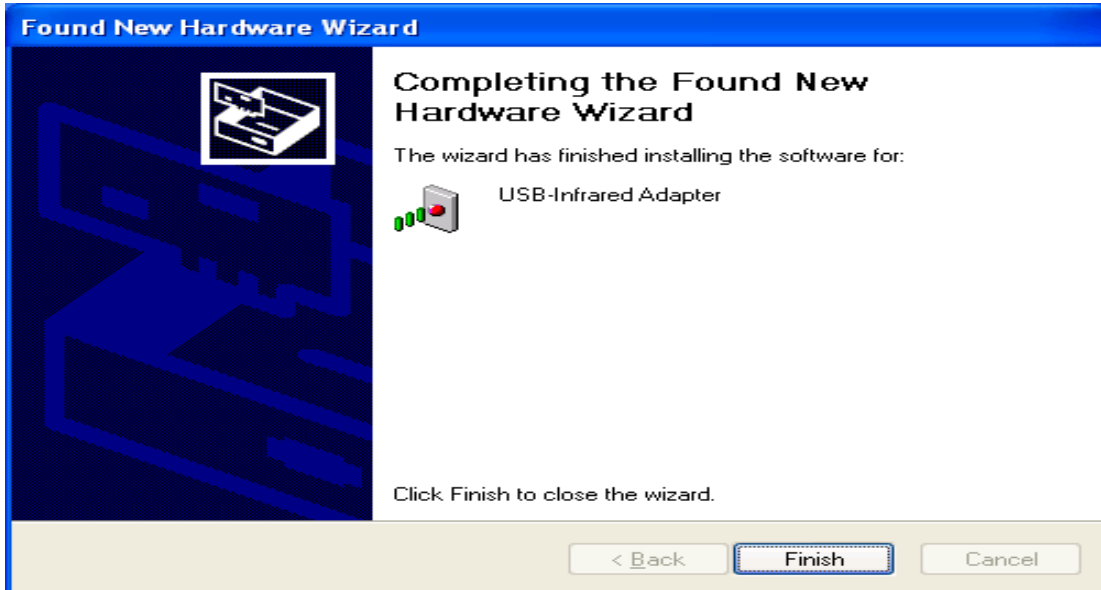 Found New Hardware Wizard
Completing the Found New
Hardware Wizard
The wizard has finished installing the software for:
USB-Infrared Adapter
Click Finish to close the wizard.
< Back
Finish
Cancel